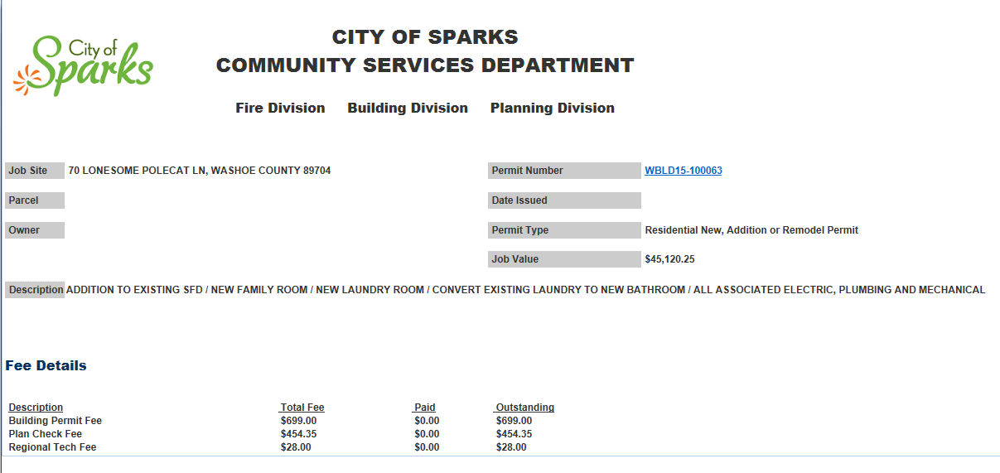 City of
Sparks
CITY OF SPARKS
COMMUNITY SERVICES DEPARTMENT
Fire Division Building Division Planning Division
Job Site 70 LONESOME POLECAT LN, WASHOE COUNTY 89704 Permit Number WBLD15-100063
Parcel Date Issued
Owner Permit Type Residential New, Addition or Remodel Permit
Job Value $45,120.25
Description ADDITION TO EXISTING SFD / NEW FAMILY ROOM / NEW LAUNDRY ROOM / CONVERT EXISTING LAUNDRY TO NEW BATHROOM / ALL ASSOCIATED ELECTRIC, PLUMBING AND MECHANICAL
Fee Details
Description Total Fee Paid Outstanding
Building Permit Fee $699.00 $0.00 $699.00
Plan Check Fee $454.35 $0.00 $454.35
Regional Tech Fee $28.00 $0.00 $28.00